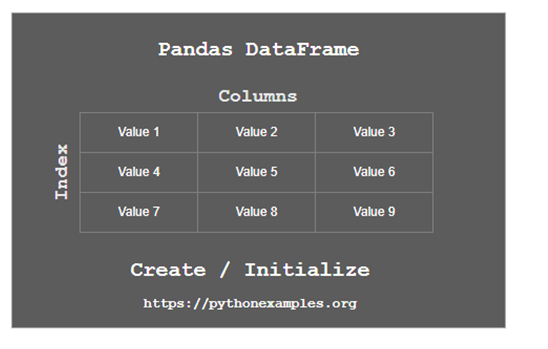 Pandas DataFrame
Columns
Index
Value 1 Value 2 Value 3
Value 4 Value 5 Value 6
Value 7 Value 8 Value 9
Create / Initialize
https://pythonexamples.org